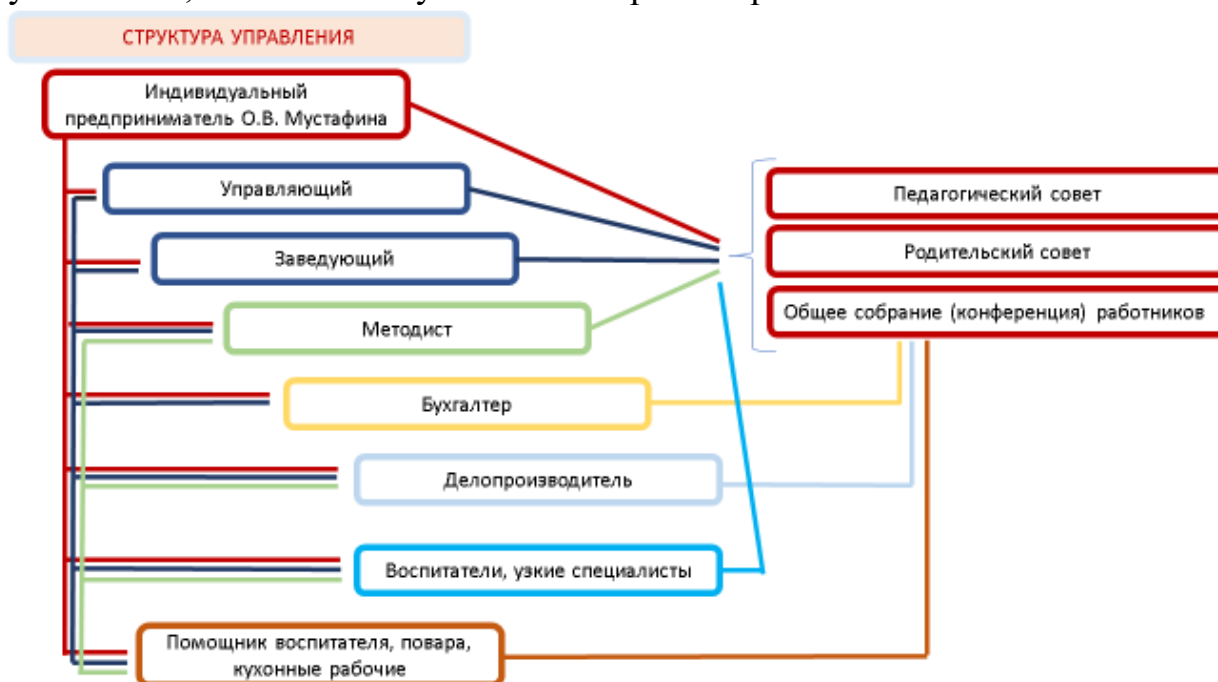 СТРУКТУРА УПРАВЛЕНИЯ
Индивидуальный
предприниматель О.В. Мустафина
Управляющий
Заведующий
Методист
Бухгалтер
Делопроизводитель
Воспитатели, узкие специалисты
Помощник воспитателя, повара,
кухонные рабочие
Педагогический совет
Родительский совет
Общее собрание (конференция) работников